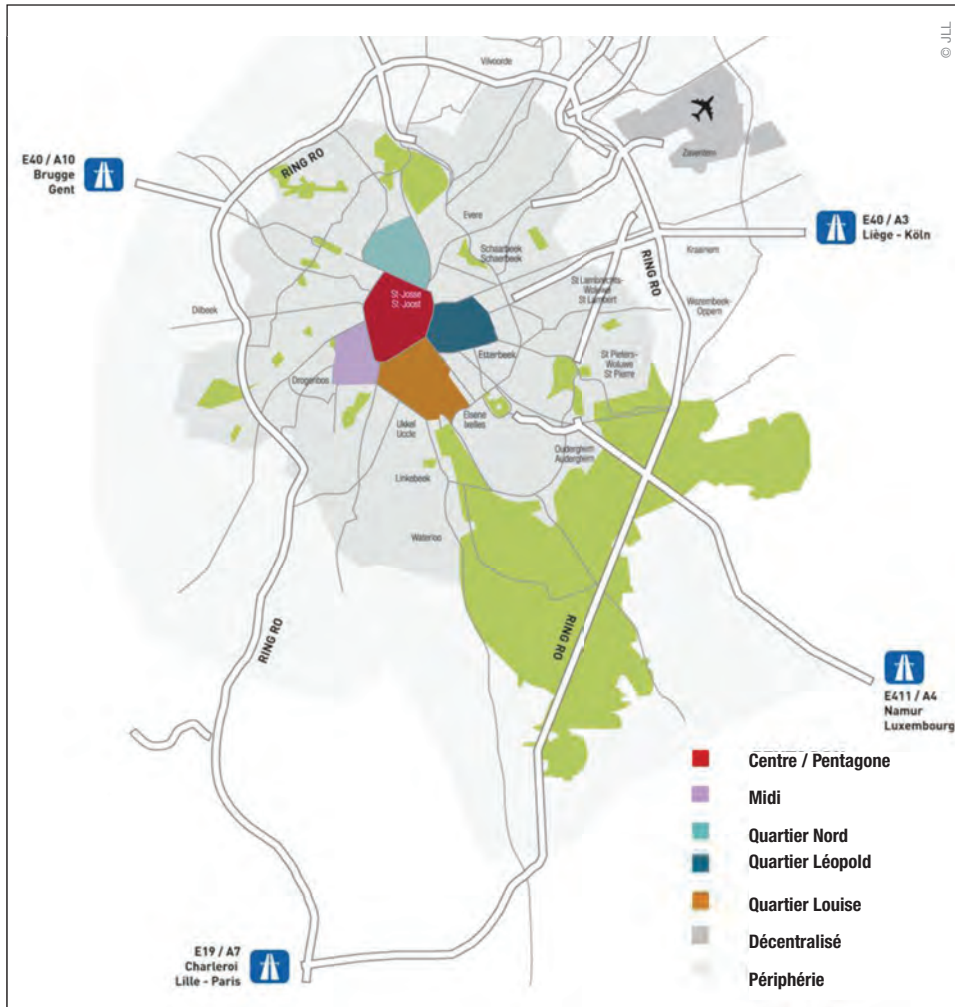 © JLL
Vilvoorde
Zaventem
E40 / A10
Brugge
Gent
RING RO
Evere
E40 / A3
Liège - Köln
Schaarbeek
Schaerbeek
Kraainem
RING RO
St Lambrechts-
Woluwe
St Lambert
Wezembeek-
Oppem
St-Josse
St-Joost
Dilbeek
Etterbeek
St Pieters-
Woluwe
St Pierre
Drogenbos
Elsene
Ixelles
Ukkel
Uccle
Ouderghem
Auderghem
Linkebeek
Waterloo
RING RO
RING RO
E411 / A4
Namur
Luxembourg
Centre / Pentagone
Midi
Quartier Nord
Quartier Léopold
Quartier Louise
Décentralisé
Périphérie
E19 / A7
Charleroi
Lille - Paris